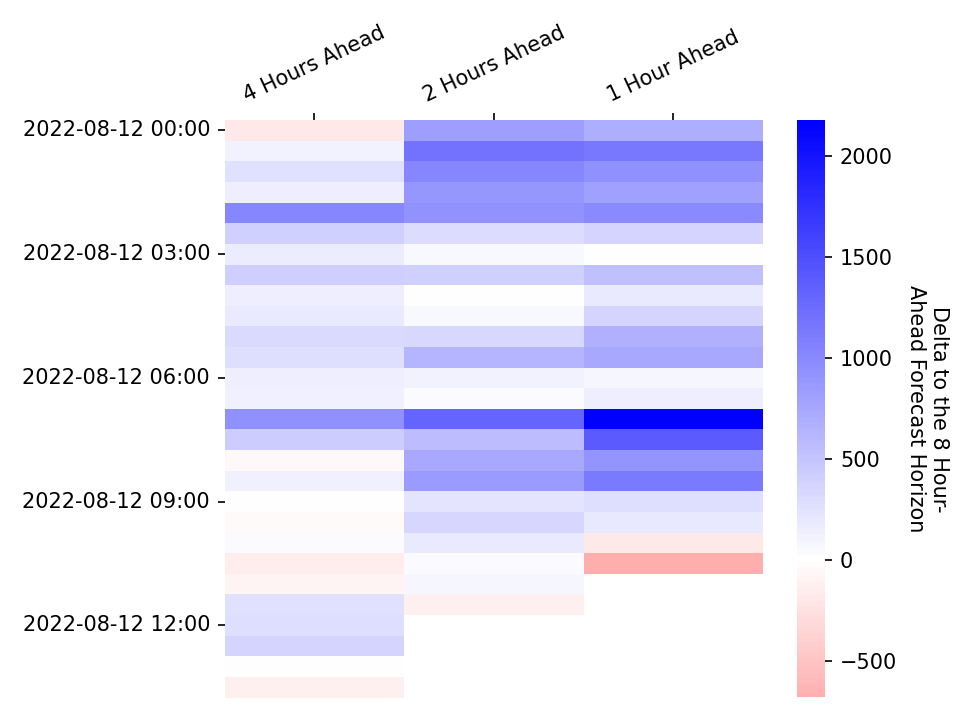 4 Hours Ahead
2 Hours Ahead
1 Hour Ahead
2022-08-12 00:00
2022-08-12 03:00
2022-08-12 06:00
2022-08-12 09:00
2022-08-12 12:00
2000
1500
1000
500
0
−500
Delta to the 8 Hour-
Ahead Forecast Horizon